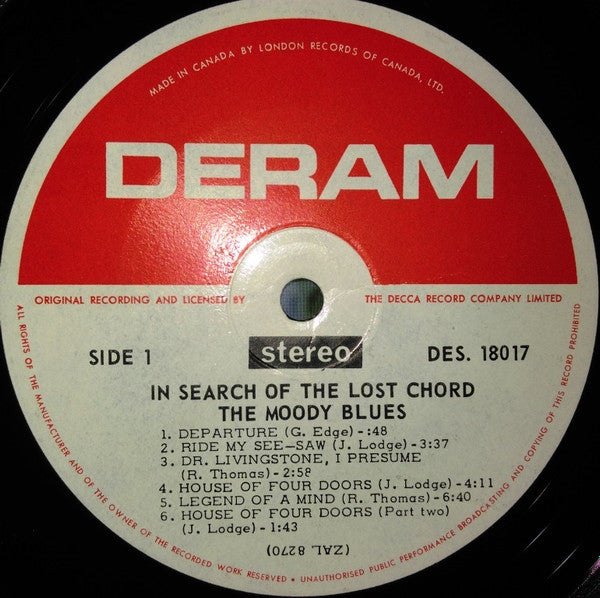 MADE IN CANADA BY LONDON RECORDS OF CANADA, LTD.
DERAM
ORIGINAL RECORDING AND LICENSED BY THE DECCA RECORD COMPANY LIMITED
SIDE 1 stereo DES. 18017
IN SEARCH OF THE LOST CHORD
THE MOODY BLUES
1. DEPARTURE (G. Edge) - :48
2. RIDE MY SEE-SAW (J. Lodge) - 3:37
3. DR. LIVINGSTONE, I PRESUME
(R. Thomas) - 2:58
4. HOUSE OF FOUR DOORS (J. Lodge) - 4:11
5. LEGEND OF A MIND (R. Thomas) - 6:40
6. HOUSE OF FOUR DOORS (Part two)
(J. Lodge) - 1:43
(ZAL 8270)
ALL RIGHTS OF THE MANUFACTURER AND OF THE OWNER OF THE RECORDED WORK RESERVED • UNAUTHORISED PUBLIC PERFORMANCE BROADCASTING AND COPYING OF THIS RECORD PROHIBITED